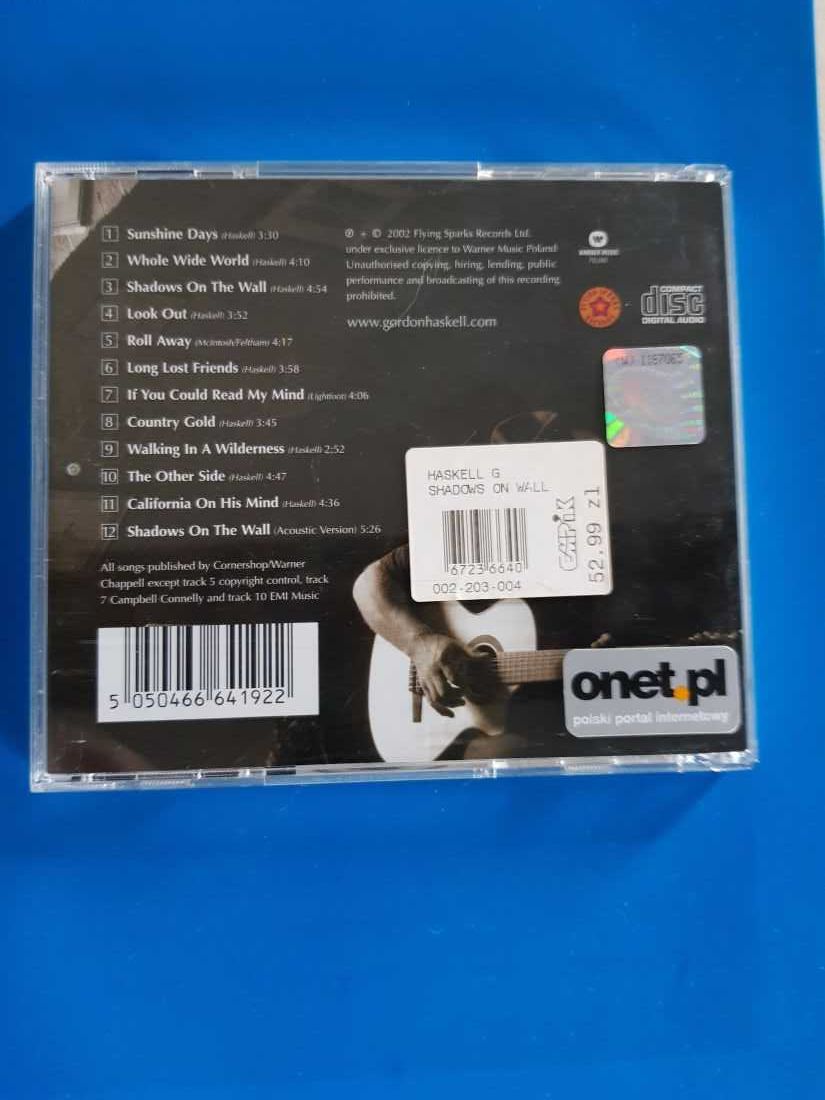 1 Sunshine Days (Haskell) 3:30
2 Whole Wide World (Haskell) 4:10
3 Shadows On The Wall (Haskell) 4:54
4 Look Out (Haskell) 3:52
5 Roll Away (McIntosh/Feltham) 4:17
6 Long Lost Friends (Haskell) 3:58
7 If You Could Read My Mind (Lightfoot) 4:06
8 Country Gold (Haskell) 3:45
9 Walking In A Wilderness (Haskell) 2:52
10 The Other Side (Haskell) 4:47
11 California On His Mind (Haskell) 4:36
12 Shadows On The Wall (Acoustic Version) 5:26
All songs published by Cornershop/Warner
Chappell except track 5 copyright control, track
7 Campbell Connelly and track 10 EMI Music
5 050466 641922
℗ + © 2002 Flying Sparks Records Ltd.
under exclusive licence to Warner Music Poland
Unauthorised copying, hiring, lending, public
performance and broadcasting of this recording
prohibited.
www.gordonhaskell.com
WARNER MUSIC
POLAND
COMPACT
disc
DIGITAL AUDIO
HASKELL G
SHADOWS ON WALL
67236640
002-203-004
EMPiK
52.99 zl
onet.pl
polski portal internetowy